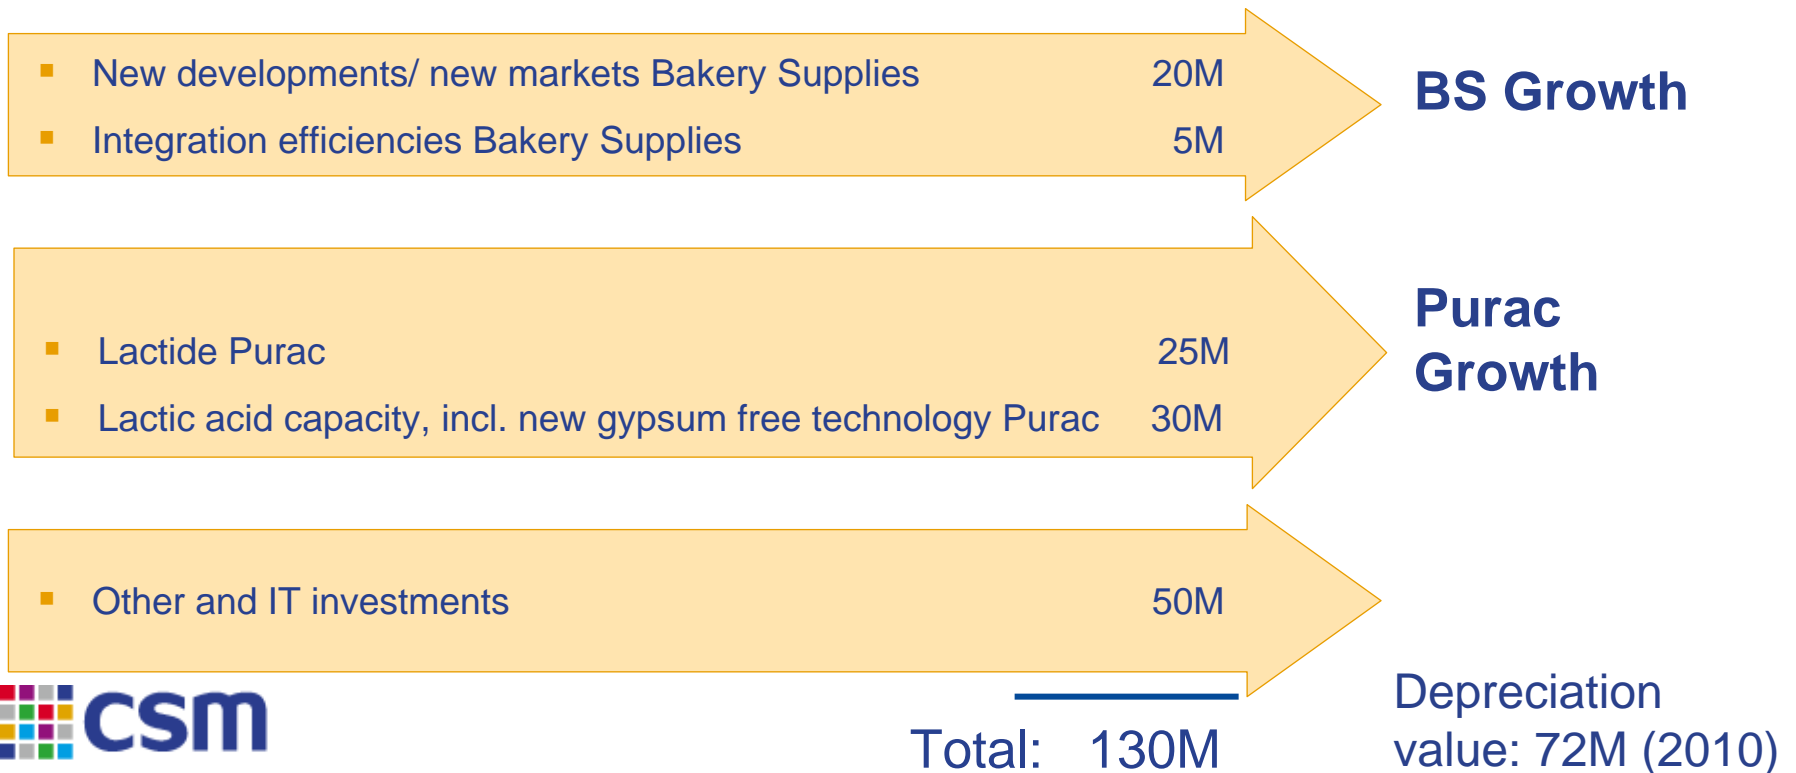 ▪ New developments/ new markets Bakery Supplies 20M
▪ Integration efficiencies Bakery Supplies 5M
BS Growth
▪ Lactide Purac 25M
▪ Lactic acid capacity, incl. new gypsum free technology Purac 30M
Purac
Growth
▪ Other and IT investments 50M
csm
Total: 130M
Depreciation
value: 72M (2010)